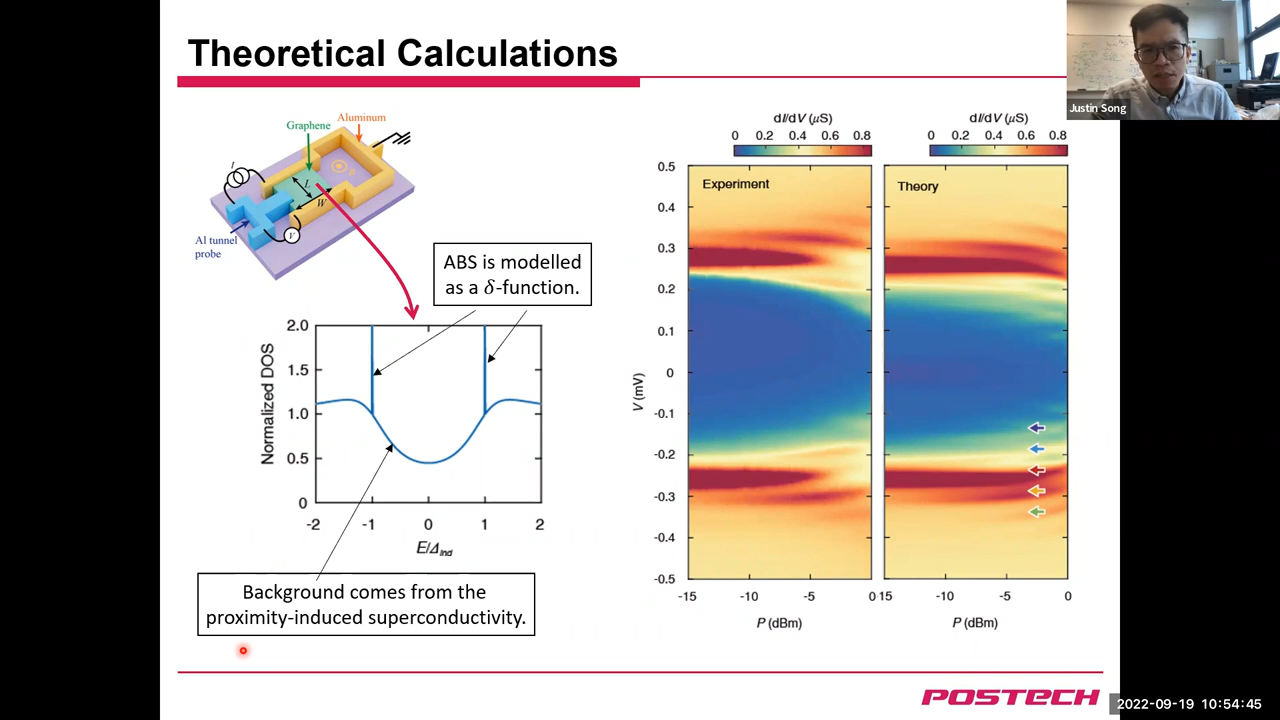 Theoretical Calculations
Justin Song
Graphene
Aluminum
I
L
W
B
V
Al tunnel
probe
ABS is modelled
as a δ-function.
Normalized DOS
2.0
1.5
1.0
0.5
0
-2 -1 0 1 2
E/Δind
Background comes from the
proximity-induced superconductivity.
dI/dV (μS)
0 0.2 0.4 0.6 0.8
dI/dV (μS)
0 0.2 0.4 0.6 0.8
Experiment
Theory
V (mV)
0.5
0.4
0.3
0.2
0.1
0
-0.1
-0.2
-0.3
-0.4
-0.5
-15 -10 -5 0
15 -10 -5 0
P (dBm)
P (dBm)
POSTECH
2022-09-19 10:54:45